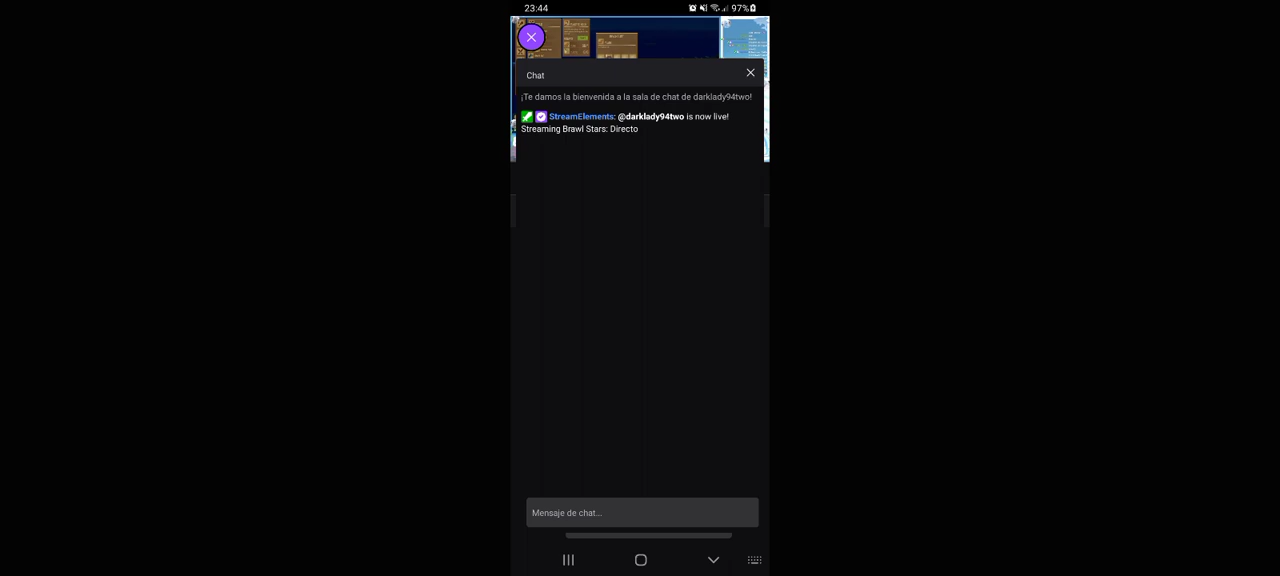 23:44
97%
Chat
¡Te damos la bienvenida a la sala de chat de darklady94two!
StreamElements: @darklady94two is now live!
Streaming Brawl Stars: Directo
Mensaje de chat...